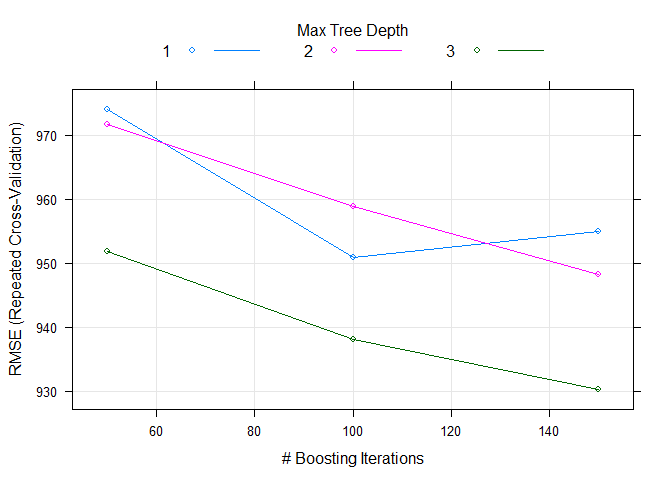 Max Tree Depth
1 2 3
970
960
950
940
930
RMSE (Repeated Cross-Validation)
60 80 100 120 140
# Boosting Iterations